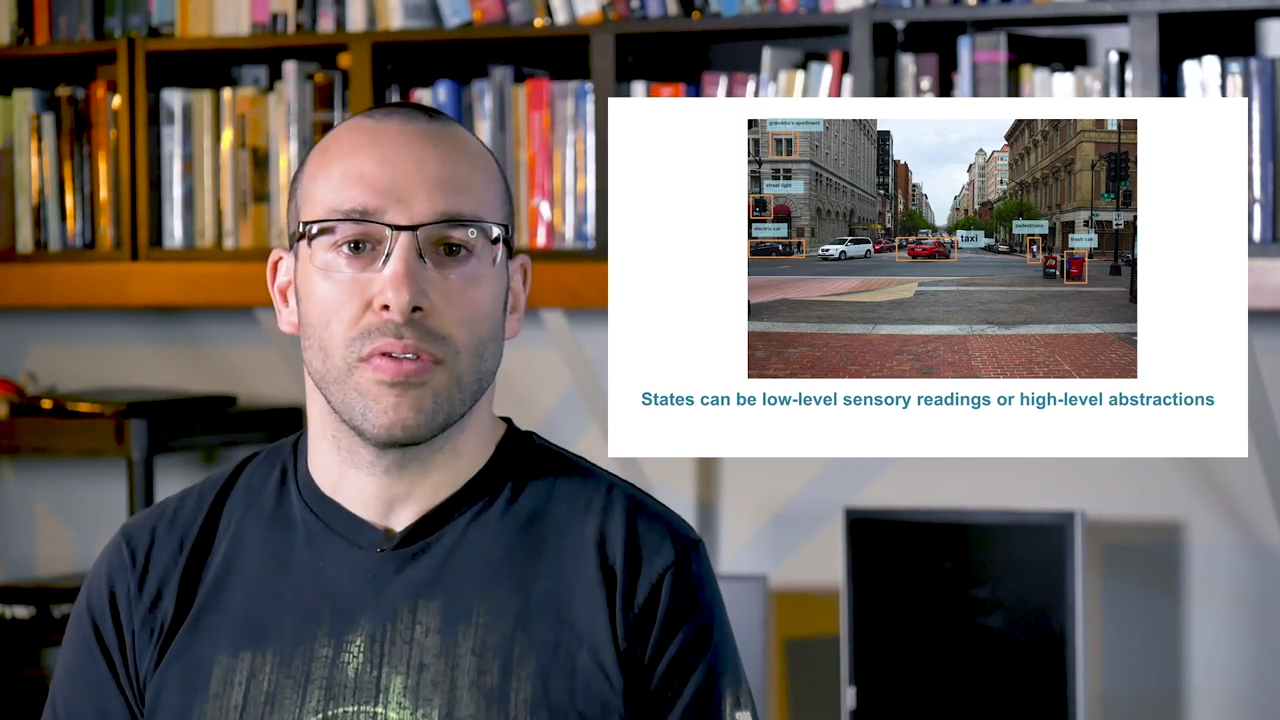 grandma's apartment
street light
electric car
taxi
pedestrians
trash can
States can be low-level sensory readings or high-level abstractions